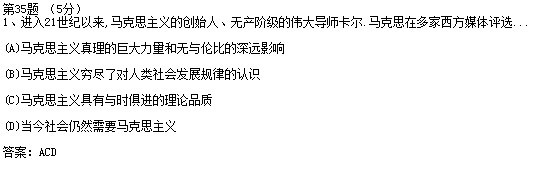 第35题 （5分）
1、进入21世纪以来,马克思主义的创始人、无产阶级的伟大导师卡尔.马克思在多家西方媒体评选...
(A)马克思主义真理的巨大力量和无与伦比的深远影响
(B)马克思主义穷尽了对人类社会发展规律的认识
(C)马克思主义具有与时俱进的理论品质
(D)当今社会仍然需要马克思主义
答案：ACD